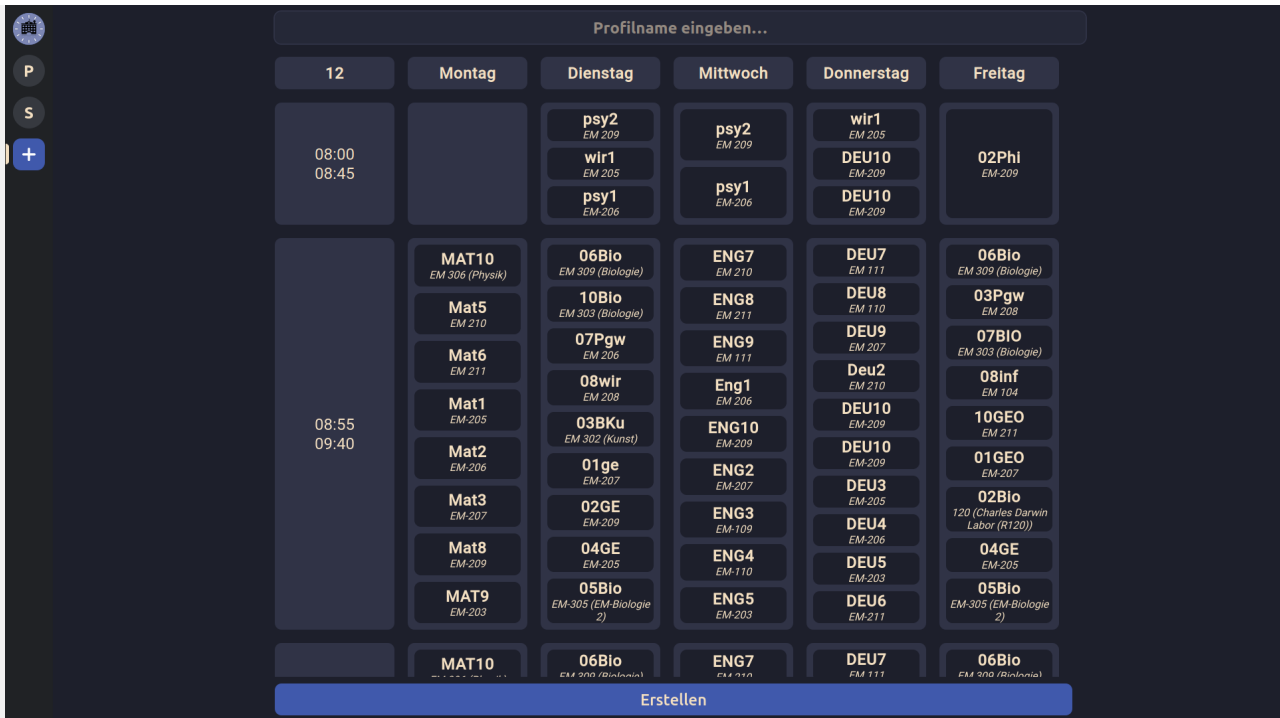 Profilname eingeben...
P
S
+
12
Montag
Dienstag
Mittwoch
Donnerstag
Freitag
08:00
08:45
psy2
EM 209
wir1
EM 205
psy1
EM-206
psy2
EM 209
psy1
EM-206
wir1
EM 205
DEU10
EM-209
DEU10
EM-209
02Phi
EM-209
08:55
09:40
MAT10
EM 306 (Physik)
Mat5
EM 210
Mat6
EM 211
Mat1
EM-205
Mat2
EM-206
Mat3
EM-207
Mat8
EM-209
MAT9
EM-203
06Bio
EM 309 (Biologie)
10Bio
EM 303 (Biologie)
07Pgw
EM 206
08wir
EM 208
03BKu
EM 302 (Kunst)
01ge
EM-207
02GE
EM-209
04GE
EM-205
05Bio
EM-305 (EM-Biologie
2)
ENG7
EM 210
ENG8
EM 211
ENG9
EM 111
Eng1
EM 206
ENG10
EM-209
ENG2
EM-207
ENG3
EM-109
ENG4
EM-110
ENG5
EM-203
DEU7
EM 111
DEU8
EM 110
DEU9
EM 207
Deu2
EM 210
DEU10
EM-209
DEU10
EM-209
DEU3
EM-205
DEU4
EM-206
DEU5
EM-203
DEU6
EM-211
06Bio
EM 309 (Biologie)
03Pgw
EM 208
07BIO
EM 303 (Biologie)
08inf
EM 104
10GEO
EM 211
01GEO
EM-207
02Bio
120 (Charles Darwin
Labor (R120))
04GE
EM-205
05Bio
EM-305 (EM-Biologie
2)
MAT10
06Bio
EM 309 (Biologie)
ENG7
EM 210
DEU7
EM 111
06Bio
EM 309 (Biologie)
Erstellen